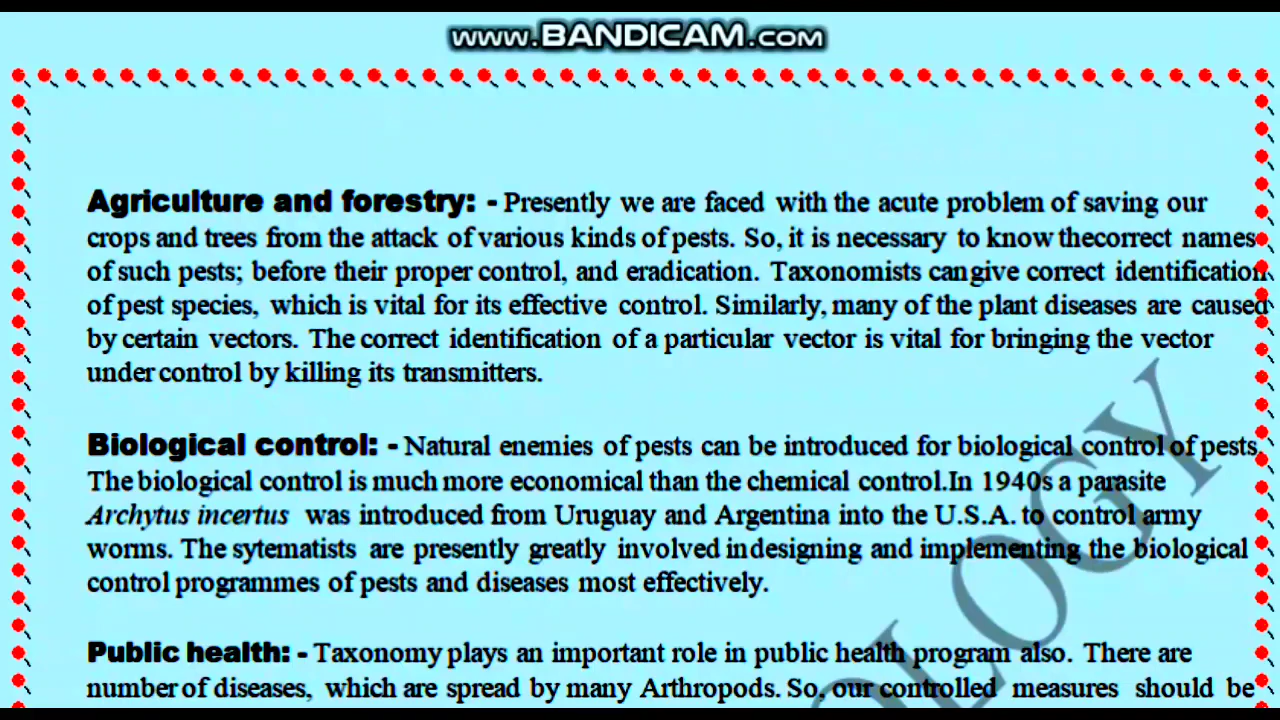 www.BANDICAM.com
Agriculture and forestry: - Presently we are faced with the acute problem of saving our
crops and trees from the attack of various kinds of pests. So, it is necessary to know thecorrect names
of such pests; before their proper control, and eradication. Taxonomists cangive correct identification
of pest species, which is vital for its effective control. Similarly, many of the plant diseases are caused
by certain vectors. The correct identification of a particular vector is vital for bringing the vector
under control by killing its transmitters.
Biological control: - Natural enemies of pests can be introduced for biological control of pests.
The biological control is much more economical than the chemical control.In 1940s a parasite
Archytus incertus was introduced from Uruguay and Argentina into the U.S.A. to control army
worms. The sytematists are presently greatly involved indesigning and implementing the biological
control programmes of pests and diseases most effectively.
Public health: - Taxonomy plays an important role in public health program also. There are
number of diseases, which are spread by many Arthropods. So, our controlled measures should be
OLOGY